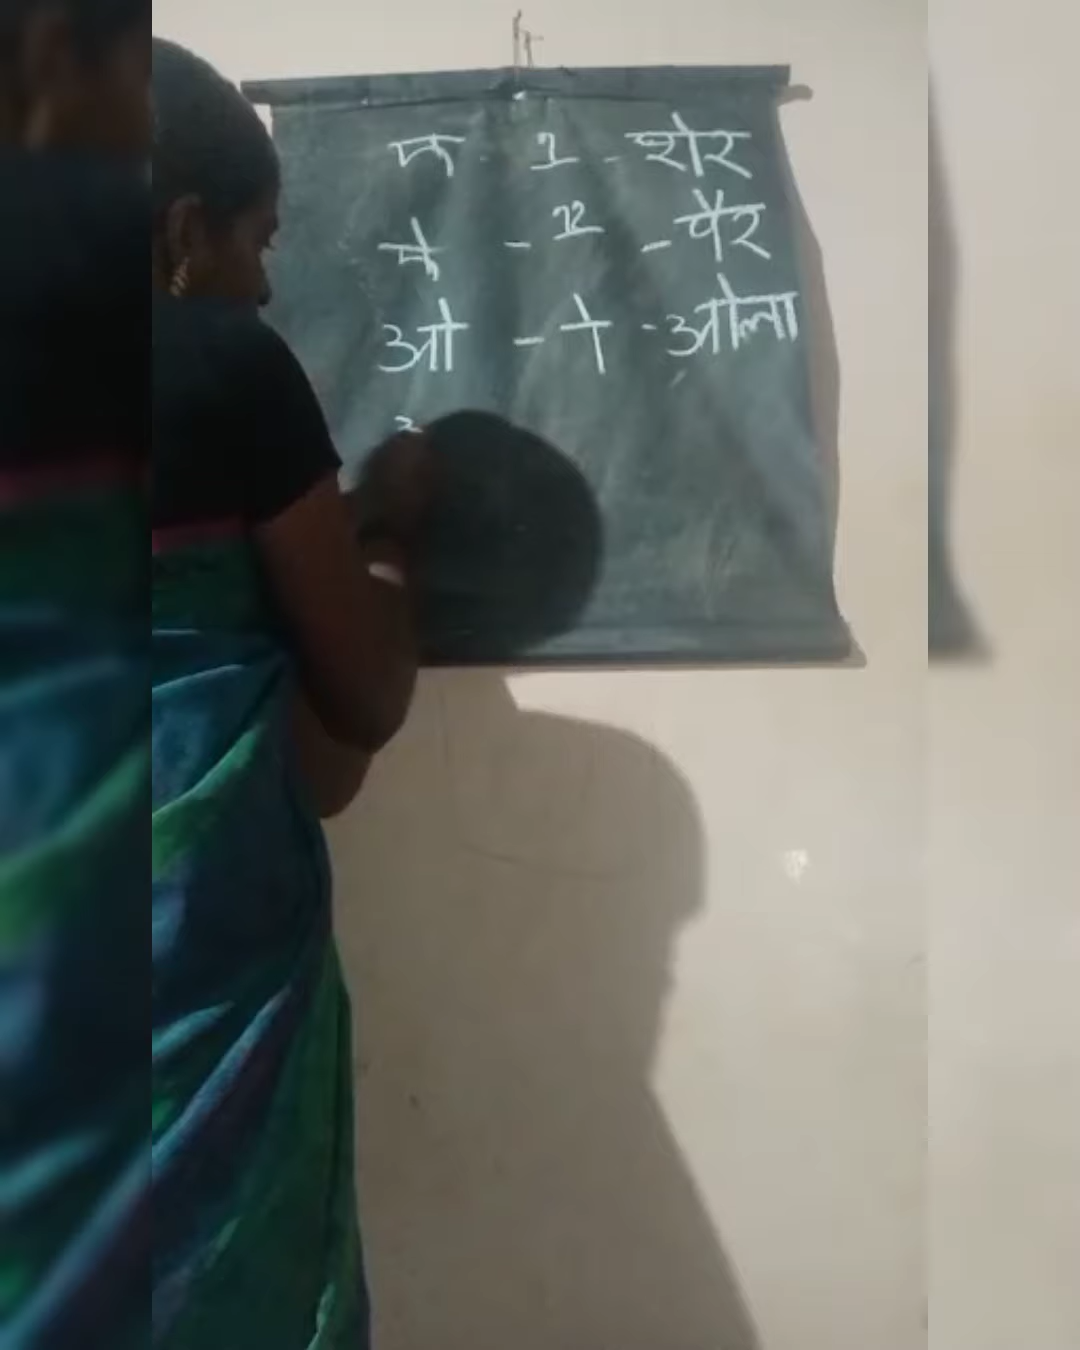 ए - े - शेर
ऐ - ै - पैर
ओ - ो - ओला